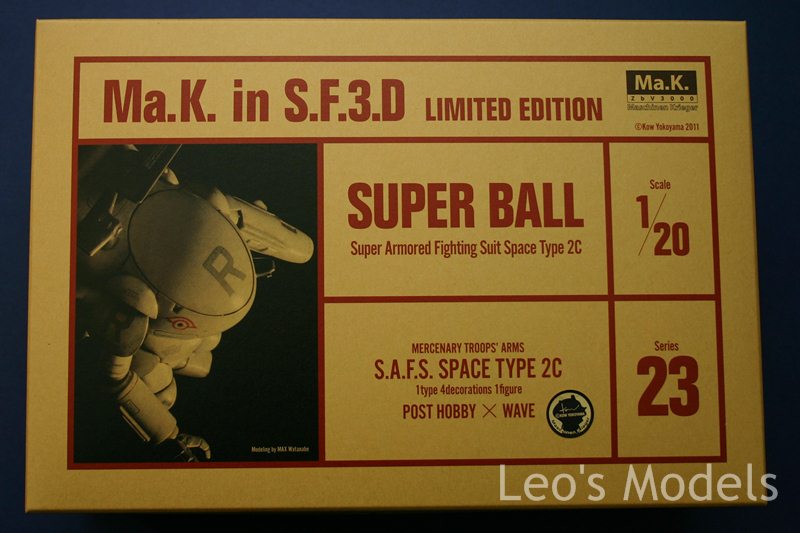 Ma.K. in S.F.3.D LIMITED EDITION
Ma.K.
ZbV3000
Maschinen Krieger
©Kow Yokoyama 2011
R
R
Modeling by MAX Watanabe
SUPER BALL
Super Armored Fighting Suit Space Type 2C
Scale
1/20
MERCENARY TROOPS' ARMS
S.A.F.S. SPACE TYPE 2C
1type 4decorations 1figure
POST HOBBY × WAVE
©KOW YOKOYAMA
Series
23
Leo's Models